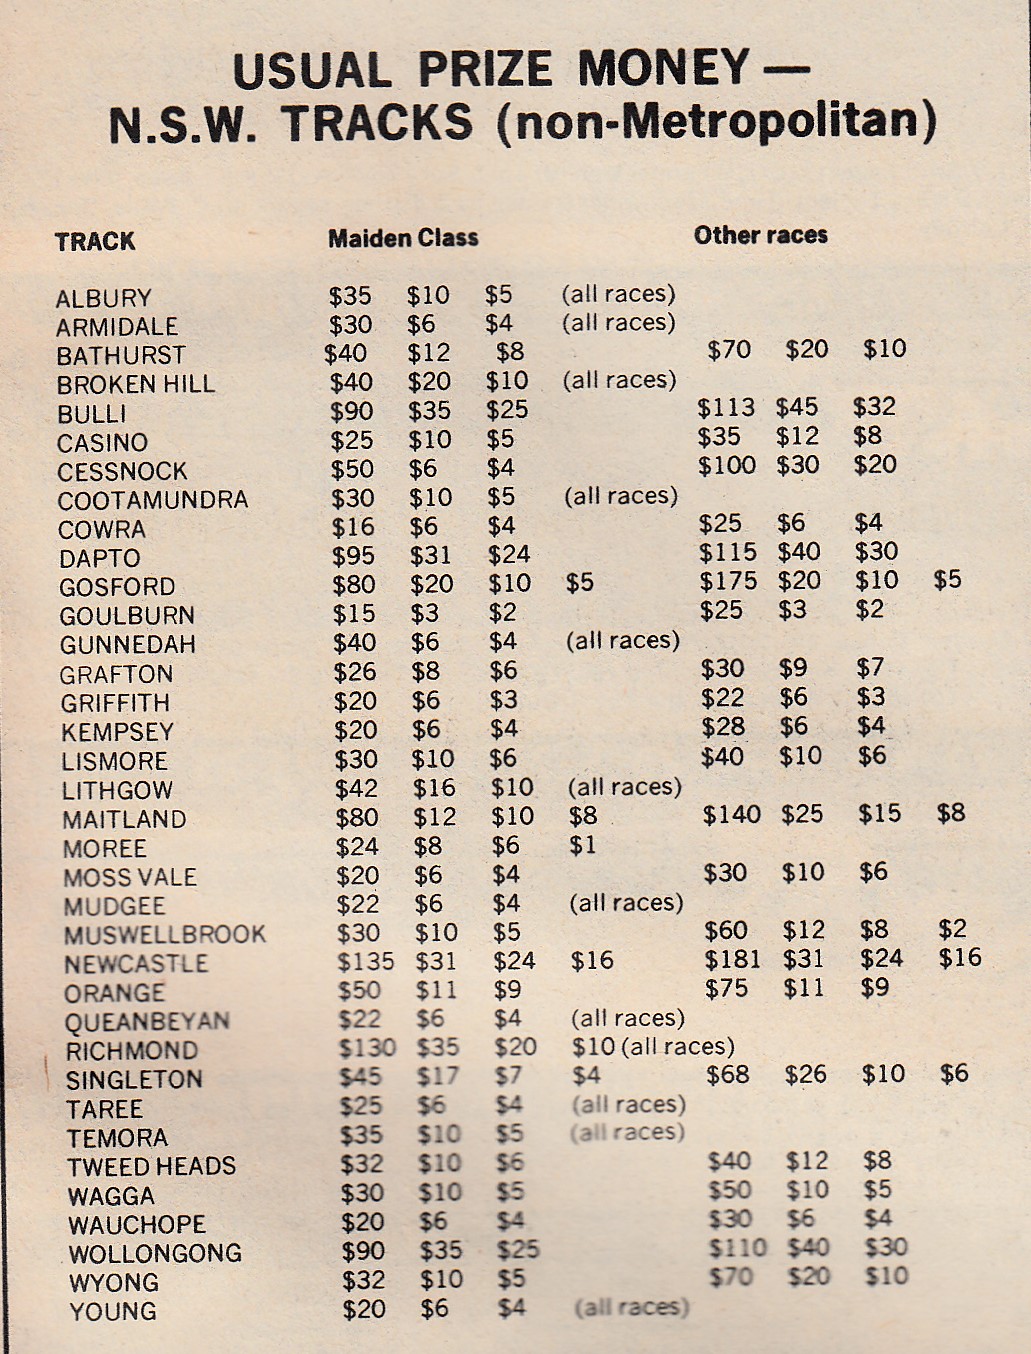 USUAL PRIZE MONEY —
N.S.W. TRACKS (non-Metropolitan)
TRACK Maiden Class Other races
ALBURY $35 $10 $5 (all races)
ARMIDALE $30 $6 $4 (all races)
BATHURST $40 $12 $8 $70 $20 $10
BROKEN HILL $40 $20 $10 (all races)
BULLI $90 $35 $25 $113 $45 $32
CASINO $25 $10 $5 $35 $12 $8
CESSNOCK $50 $6 $4 $100 $30 $20
COOTAMUNDRA $30 $10 $5 (all races)
COWRA $16 $6 $4 $25 $6 $4
DAPTO $95 $31 $24 $115 $40 $30
GOSFORD $80 $20 $10 $5 $175 $20 $10 $5
GOULBURN $15 $3 $2 $25 $3 $2
GUNNEDAH $40 $6 $4 (all races)
GRAFTON $26 $8 $6 $30 $9 $7
GRIFFITH $20 $6 $3 $22 $6 $3
KEMPSEY $20 $6 $4 $28 $6 $4
LISMORE $30 $10 $6 $40 $10 $6
LITHGOW $42 $16 $10 (all races)
MAITLAND $80 $12 $10 $8 $140 $25 $15 $8
MOREE $24 $8 $6 $1
MOSS VALE $20 $6 $4 $30 $10 $6
MUDGEE $22 $6 $4 (all races)
MUSWELLBROOK $30 $10 $5 $60 $12 $8 $2
NEWCASTLE $135 $31 $24 $16 $181 $31 $24 $16
ORANGE $50 $11 $9 $75 $11 $9
QUEANBEYAN $22 $6 $4 (all races)
RICHMOND $130 $35 $20 $10 (all races)
SINGLETON $45 $17 $7 $4 $68 $26 $10 $6
TAREE $25 $6 $4 (all races)
TEMORA $35 $10 $5 (all races)
TWEED HEADS $32 $10 $6 $40 $12 $8
WAGGA $30 $10 $5 $50 $10 $5
WAUCHOPE $20 $6 $4 $30 $6 $4
WOLLONGONG $90 $35 $25 $110 $40 $30
WYONG $32 $10 $5 $70 $20 $10
YOUNG $20 $6 $4 (all races)